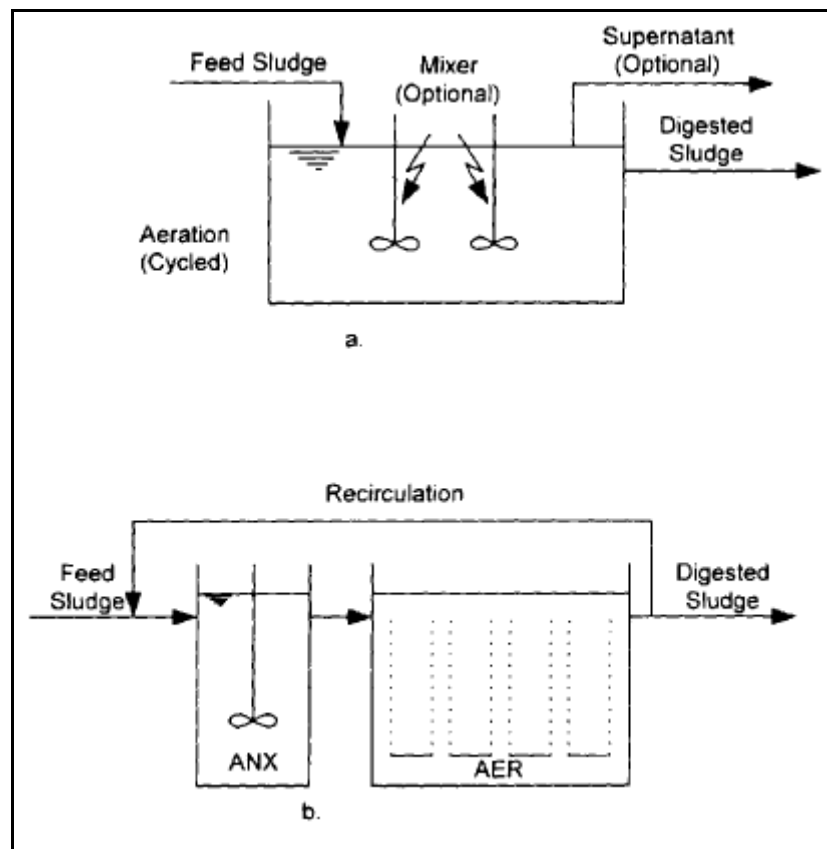 Feed Sludge
Mixer
(Optional)
Supernatant
(Optional)
Digested
Sludge
Aeration
(Cycled)
a.
Recirculation
Feed
Sludge
Digested
Sludge
ANX
AER
b.